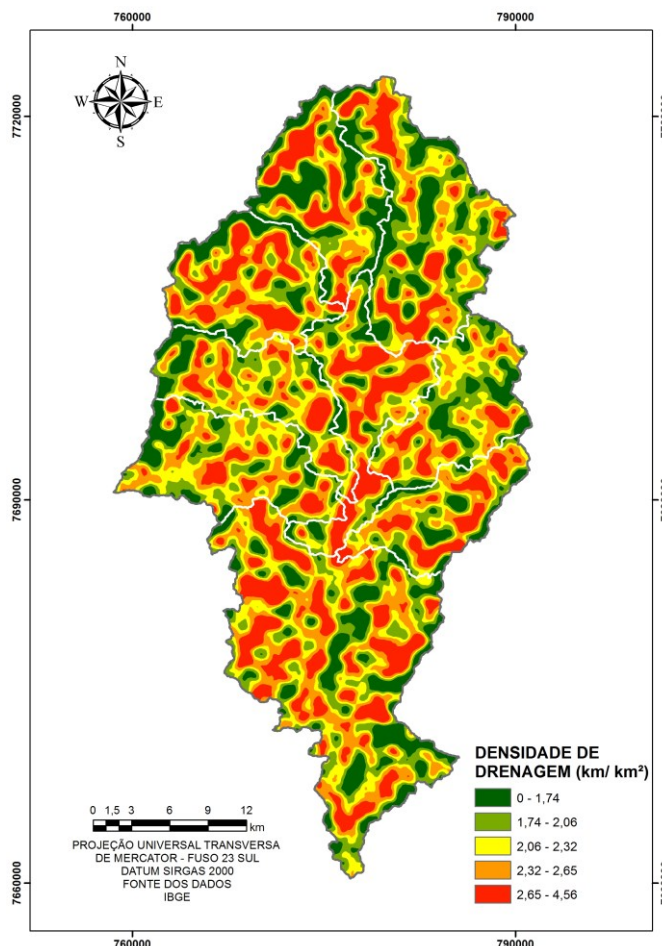 760000
790000
N
W
E
S
7720000
7690000
7660000
DENSIDADE DE
DRENAGEM (km/ km²)
0 - 1,74
1,74 - 2,06
2,06 - 2,32
2,32 - 2,65
2,65 - 4,56
0 1,5 3 6 9 12
km
PROJEÇÃO UNIVERSAL TRANSVERSA
DE MERCATOR - FUSO 23 SUL
DATUM SIRGAS 2000
FONTE DOS DADOS
IBGE
760000
790000